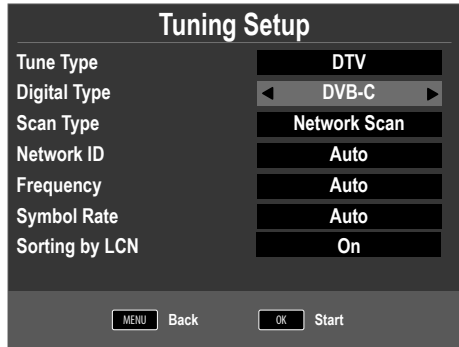 Tuning Setup
Tune Type DTV
Digital Type DVB-C
Scan Type Network Scan
Network ID Auto
Frequency Auto
Symbol Rate Auto
Sorting by LCN On
MENU Back OK Start